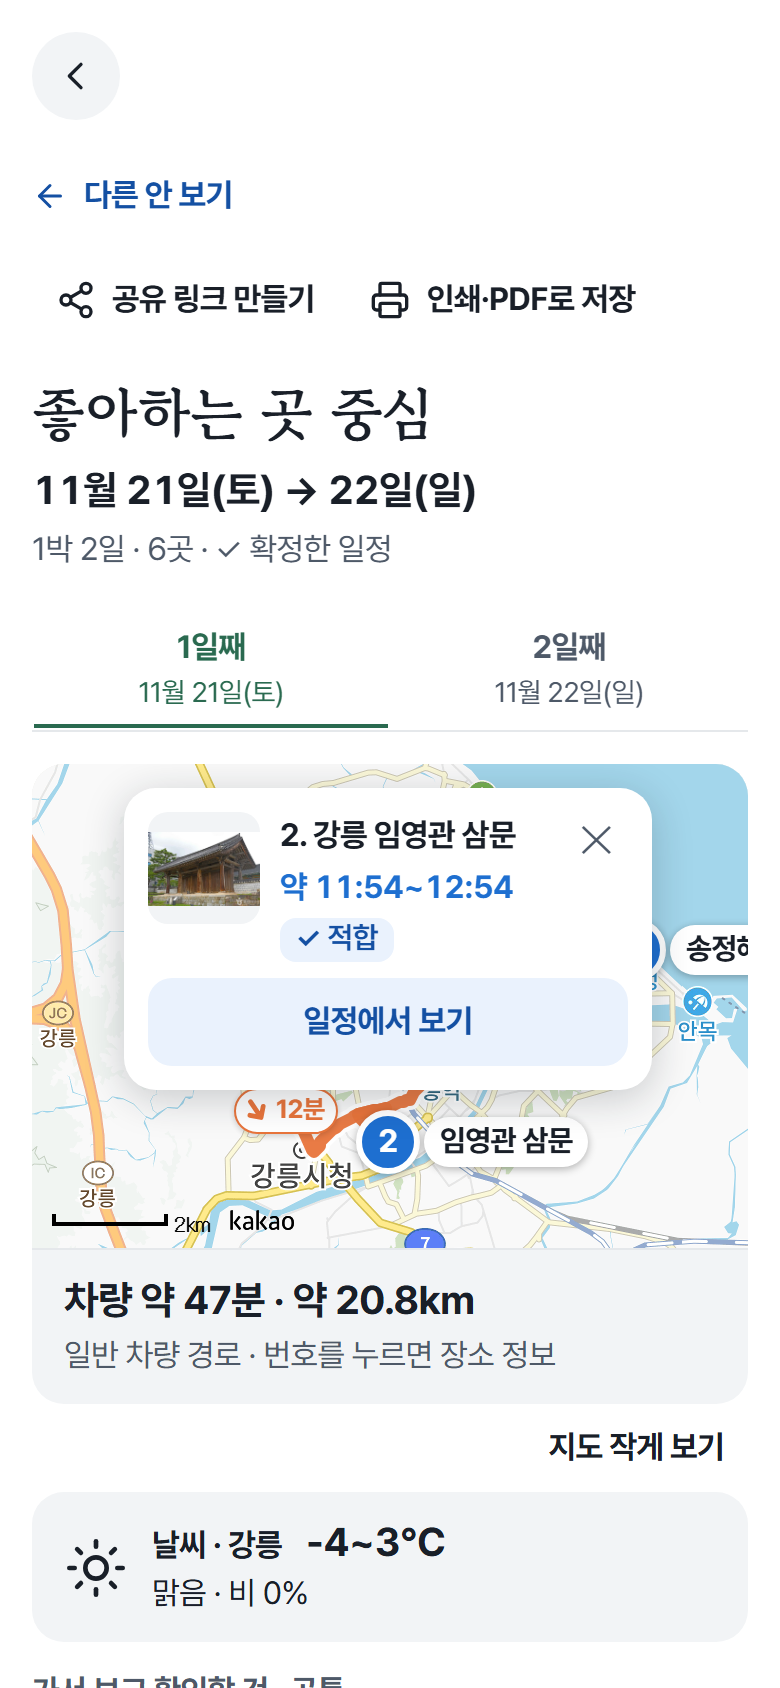 다른 안 보기
공유 링크 만들기
인쇄·PDF로 저장
좋아하는 곳 중심
11월 21일(토) → 22일(일)
1박 2일 · 6곳 · ✓ 확정한 일정
1일째
11월 21일(토)
2일째
11월 22일(일)
2. 강릉 임영관 삼문
약 11:54~12:54
✓ 적합
일정에서 보기
송정해
안목
JC
강릉
12분
2
임영관 삼문
강릉시청
IC
강릉
2km
kakao
7
차량 약 47분 · 약 20.8km
일반 차량 경로 · 번호를 누르면 장소 정보
지도 작게 보기
날씨 · 강릉 -4~3°C
맑음 · 비 0%